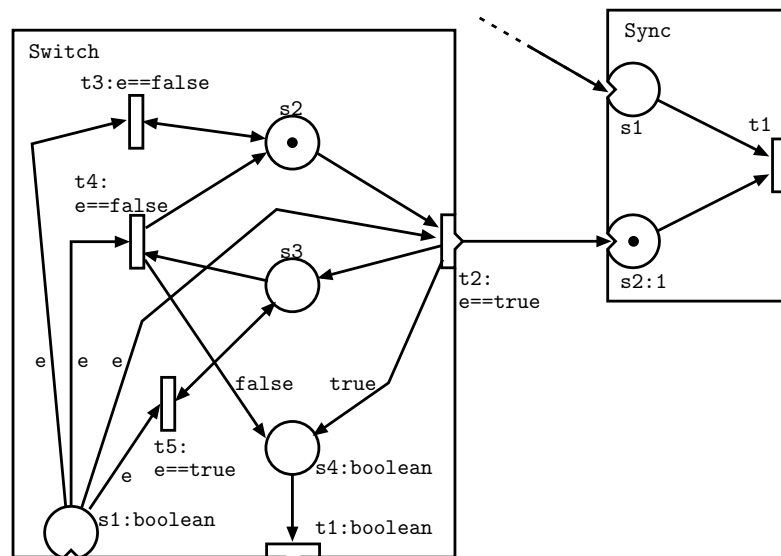 Switch
Sync
t3:e==false
s2
s1
t1
t4:
e==false
s3
t2:
e==true
s2:1
e
e
e
false
true
t5:
e==true
e
s4:boolean
s1:boolean
t1:boolean